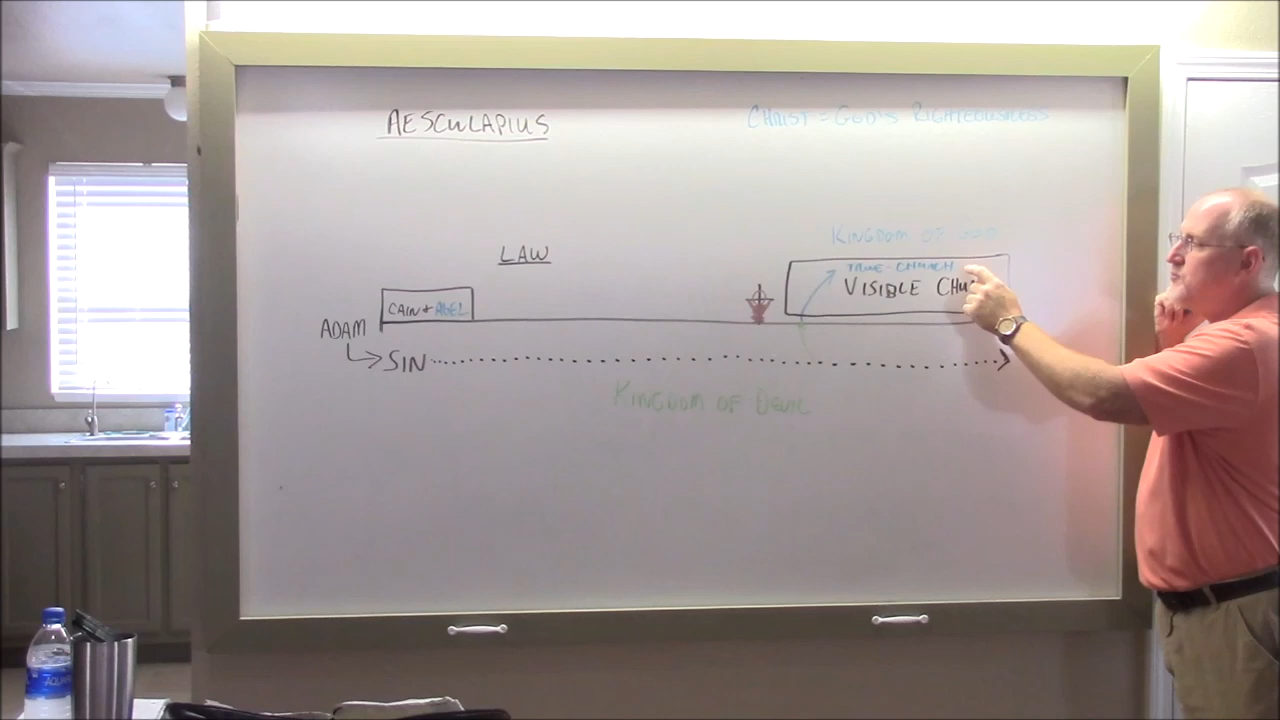 AESCULAPIUS
CHRIST = GOD'S RIGHTEOUSNESS
KINGDOM OF GOD
LAW
TRUE CHURCH
VISIBLE CHU
CAIN + ABEL
ADAM
SIN
KINGDOM OF DEVIL
AQUA